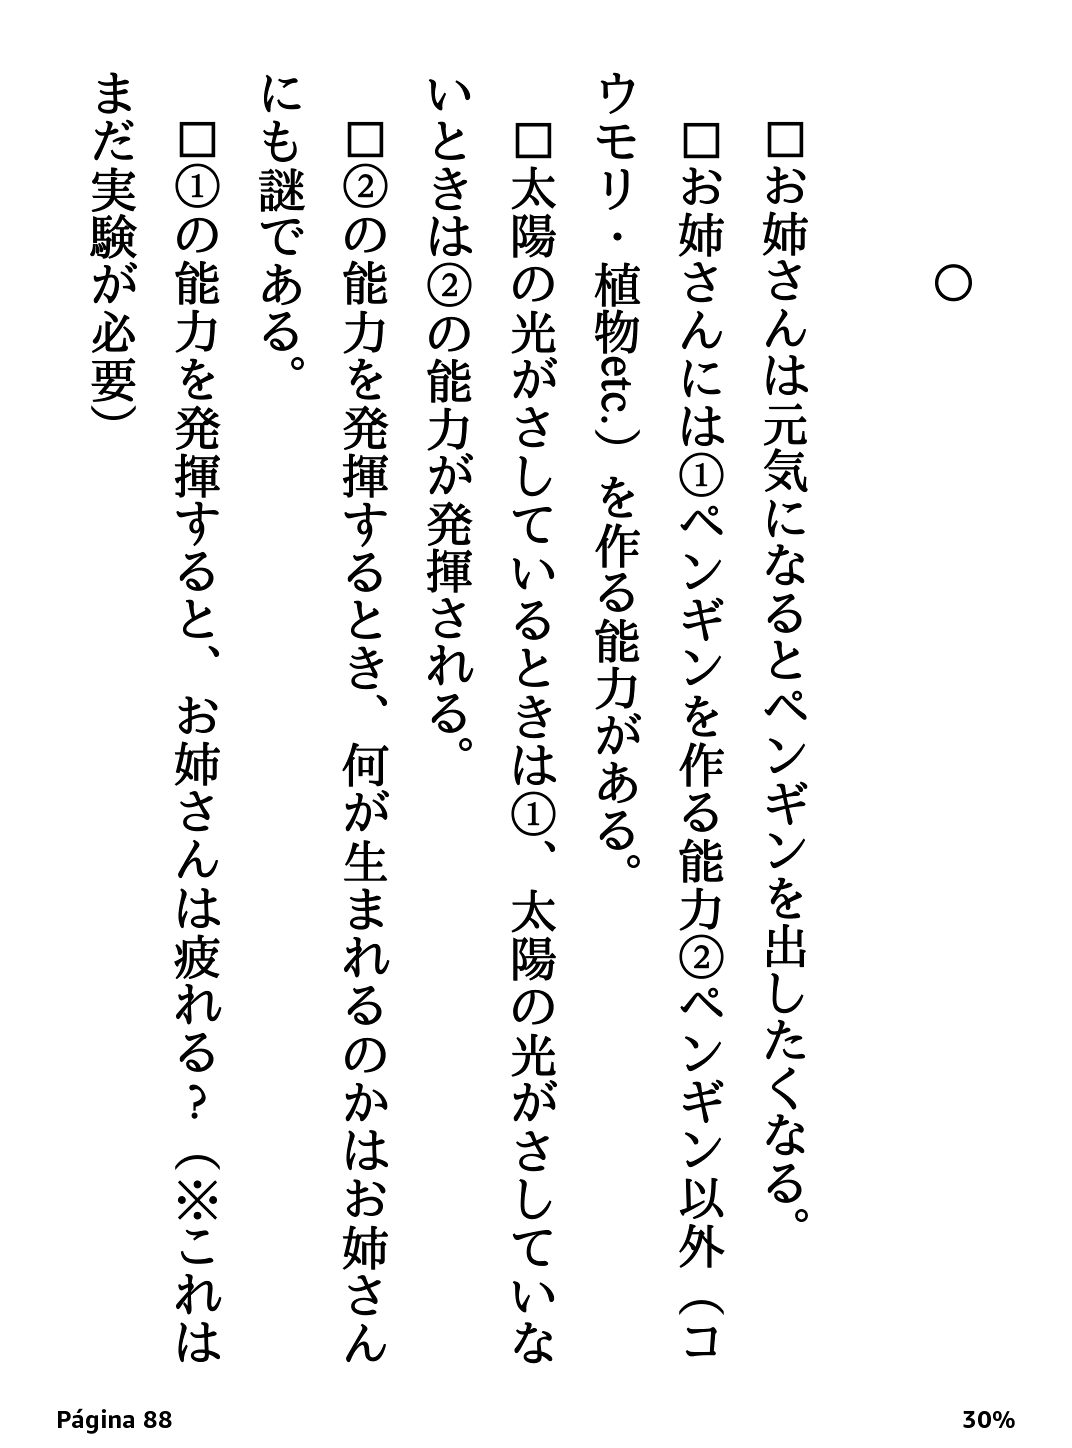 ○
□お姉さんは元気になるとペンギンを出したくなる。
□お姉さんには①ペンギンを作る能力②ペンギン以外（コ
ウモリ・植物etc.）を作る能力がある。
□太陽の光がさしているときは①、太陽の光がさしていな
いときは②の能力が発揮される。
□②の能力を発揮するとき、何が生まれるのかはお姉さん
にも謎である。
□①の能力を発揮すると、お姉さんは疲れる?（※これは
まだ実験が必要）
Página 88
30%